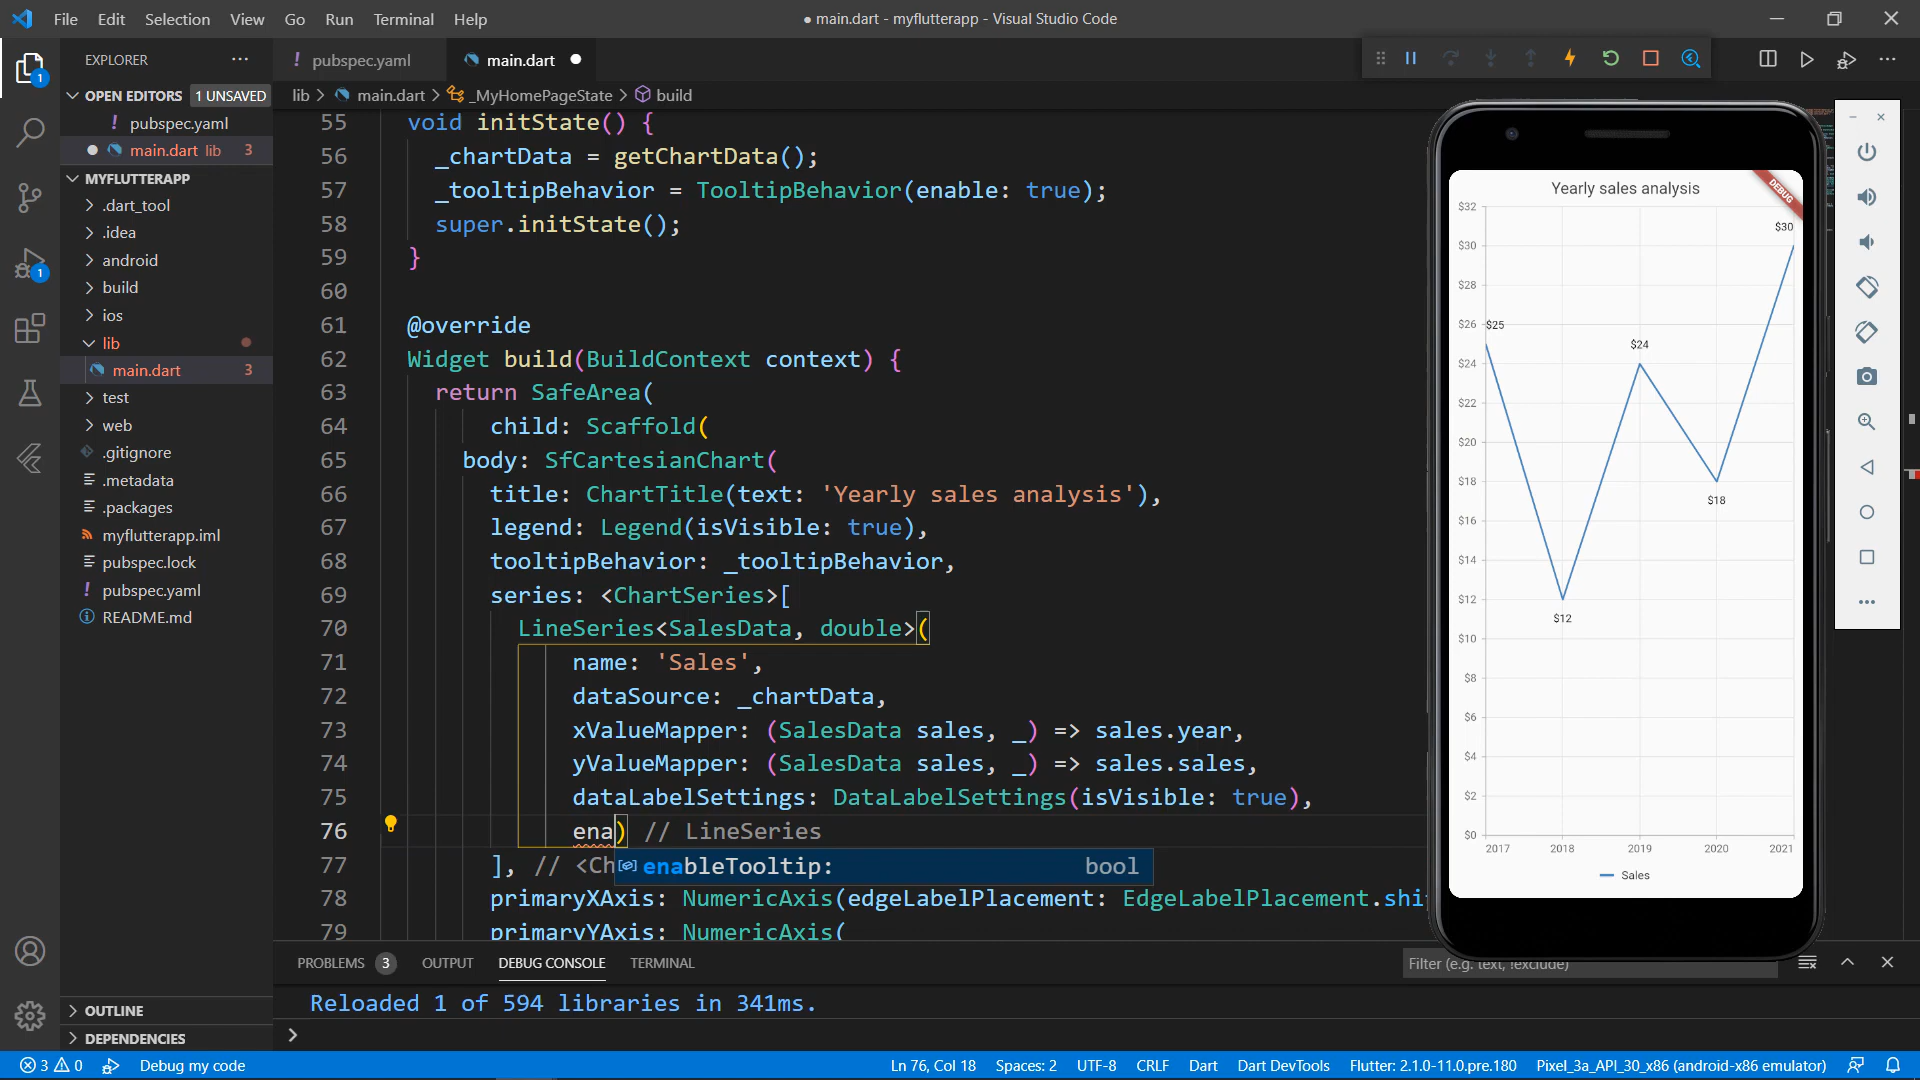 File Edit Selection View Go Run Terminal Help
● main.dart - myflutterapp - Visual Studio Code
EXPLORER
OPEN EDITORS 1 UNSAVED
! pubspec.yaml
main.dart lib 3
MYFLUTTERAPP
.dart_tool
.idea
android
build
ios
lib
main.dart 3
test
web
.gitignore
.metadata
.packages
myflutterapp.iml
pubspec.lock
! pubspec.yaml
README.md
OUTLINE
DEPENDENCIES
1
1
! pubspec.yaml
main.dart
lib > main.dart > _MyHomePageState > build
55 void initState() {
56 _chartData = getChartData();
57 _tooltipBehavior = TooltipBehavior(enable: true);
58 super.initState();
59 }
60
61 @override
62 Widget build(BuildContext context) {
63 return SafeArea(
64 child: Scaffold(
65 body: SfCartesianChart(
66 title: ChartTitle(text: 'Yearly sales analysis'),
67 legend: Legend(isVisible: true),
68 tooltipBehavior: _tooltipBehavior,
69 series: <ChartSeries>[
70 LineSeries<SalesData, double>(
71 name: 'Sales',
72 dataSource: _chartData,
73 xValueMapper: (SalesData sales, _) => sales.year,
74 yValueMapper: (SalesData sales, _) => sales.sales,
75 dataLabelSettings: DataLabelSettings(isVisible: true),
76 ena) // LineSeries
77 ], // <Ch
enableTooltip: bool
78 primaryXAxis: NumericAxis(edgeLabelPlacement: EdgeLabelPlacement.shi
79 primaryYAxis: NumericAxis(
Yearly sales analysis
DEBUG
$32
$30
$28
$26
$24
$22
$20
$18
$16
$14
$12
$10
$8
$6
$4
$2
$0
$25
$12
$24
$18
$30
2017 2018 2019 2020 2021
Sales
PROBLEMS 3 OUTPUT DEBUG CONSOLE TERMINAL
Filter (e.g. text, !exclude)
Reloaded 1 of 594 libraries in 341ms.
>
3 0 Debug my code
Ln 76, Col 18 Spaces: 2 UTF-8 CRLF Dart Dart DevTools Flutter: 2.1.0-11.0.pre.180 Pixel_3a_API_30_x86 (android-x86 emulator)